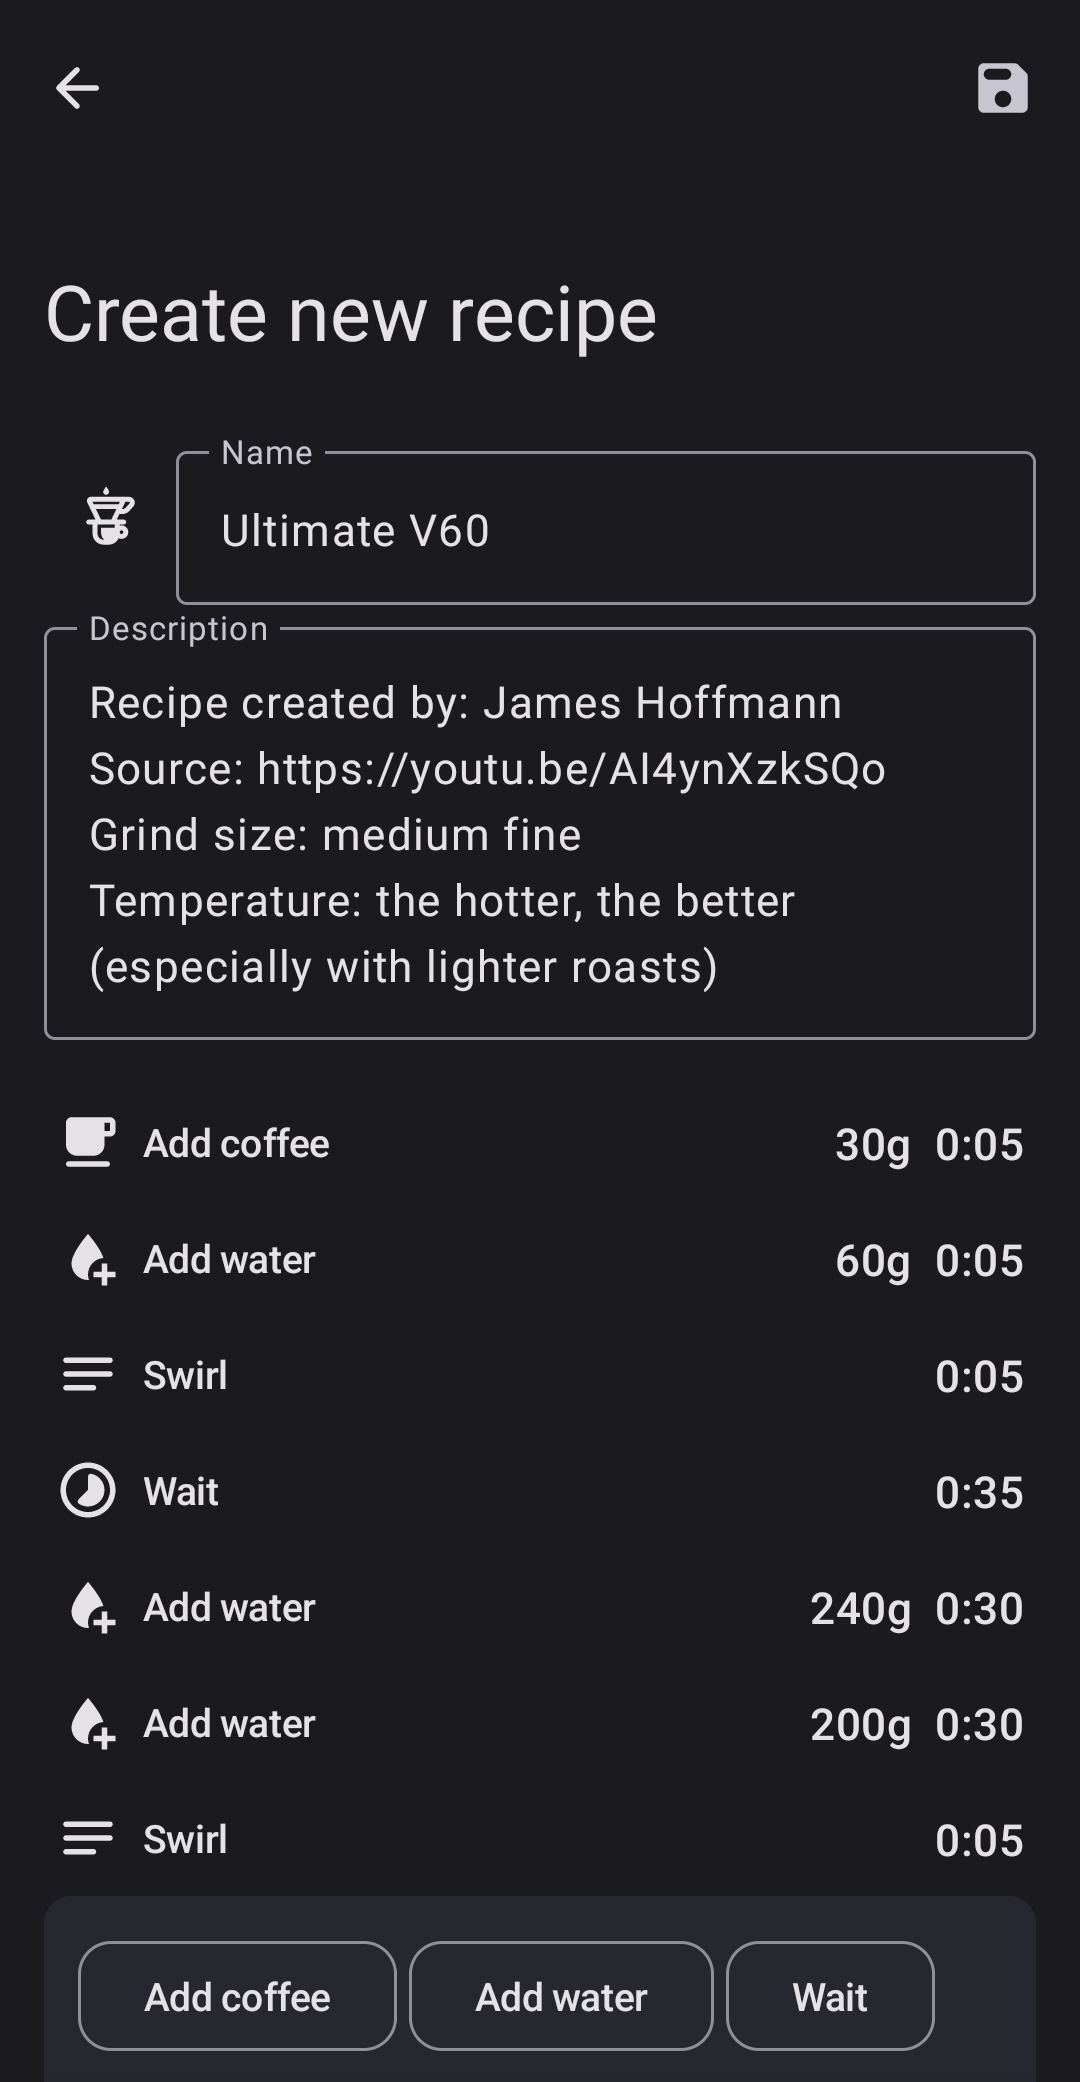 Create new recipe
Name
Ultimate V60
Description
Recipe created by: James Hoffmann
Source: https://youtu.be/AI4ynXzkSQo
Grind size: medium fine
Temperature: the hotter, the better
(especially with lighter roasts)
Add coffee 30g 0:05
Add water 60g 0:05
Swirl 0:05
Wait 0:35
Add water 240g 0:30
Add water 200g 0:30
Swirl 0:05
Add coffee Add water Wait